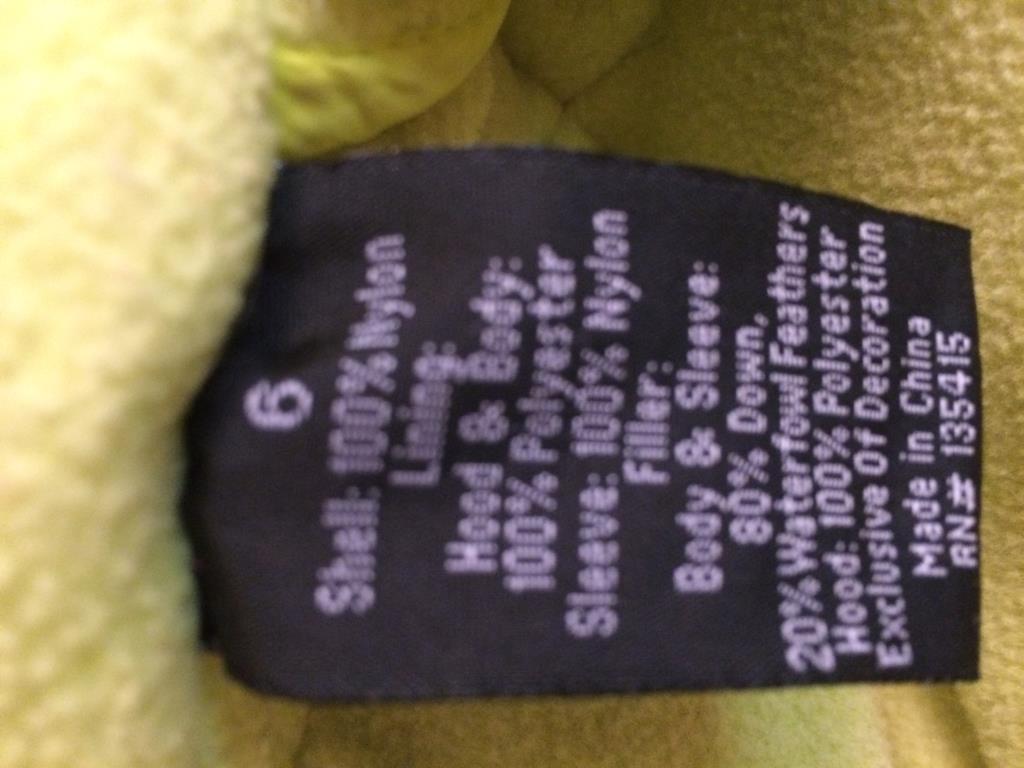 6
Shell: 100% Nylon
Lining:
Hood & Body:
100% Polyester
Sleeve: 100% Nylon
Filler:
Body & Sleeve:
80% Down,
20% Waterfowl Feathers
Hood: 100% Polyester
Exclusive Of Decoration
Made in China
RN# 135415